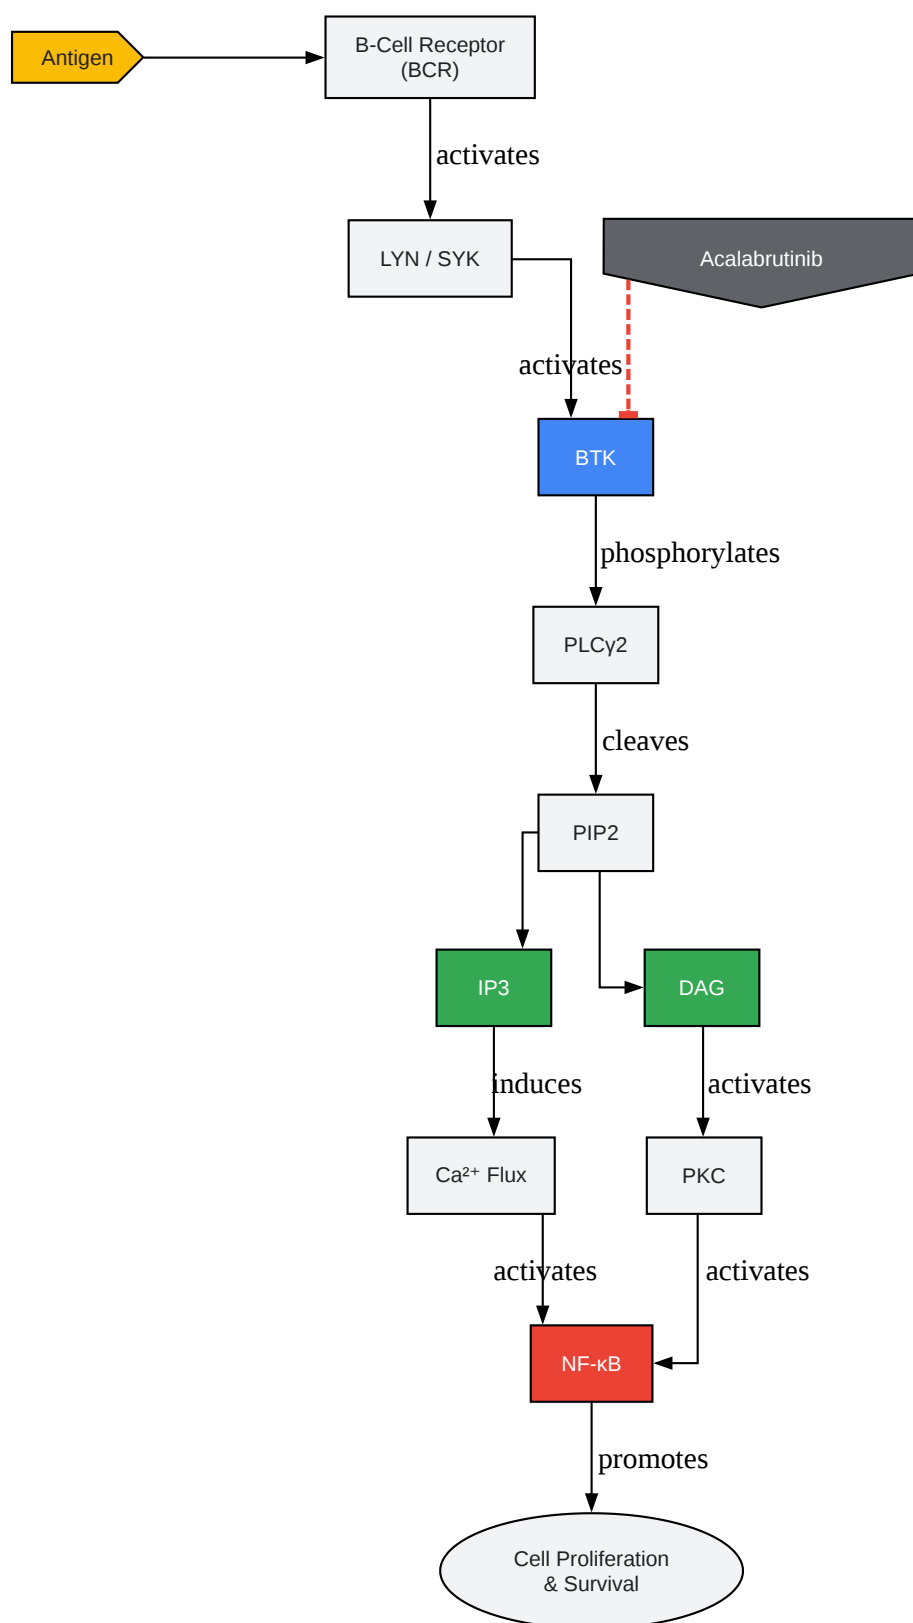 Antigen
B-Cell Receptor
(BCR)
activates
LYN / SYK
Acalabrutinib
activates
BTK
phosphorylates
PLCγ2
cleaves
PIP2
IP3
DAG
induces
activates
Ca²⁺ Flux
PKC
activates
activates
NF-κB
promotes
Cell Proliferation
& Survival